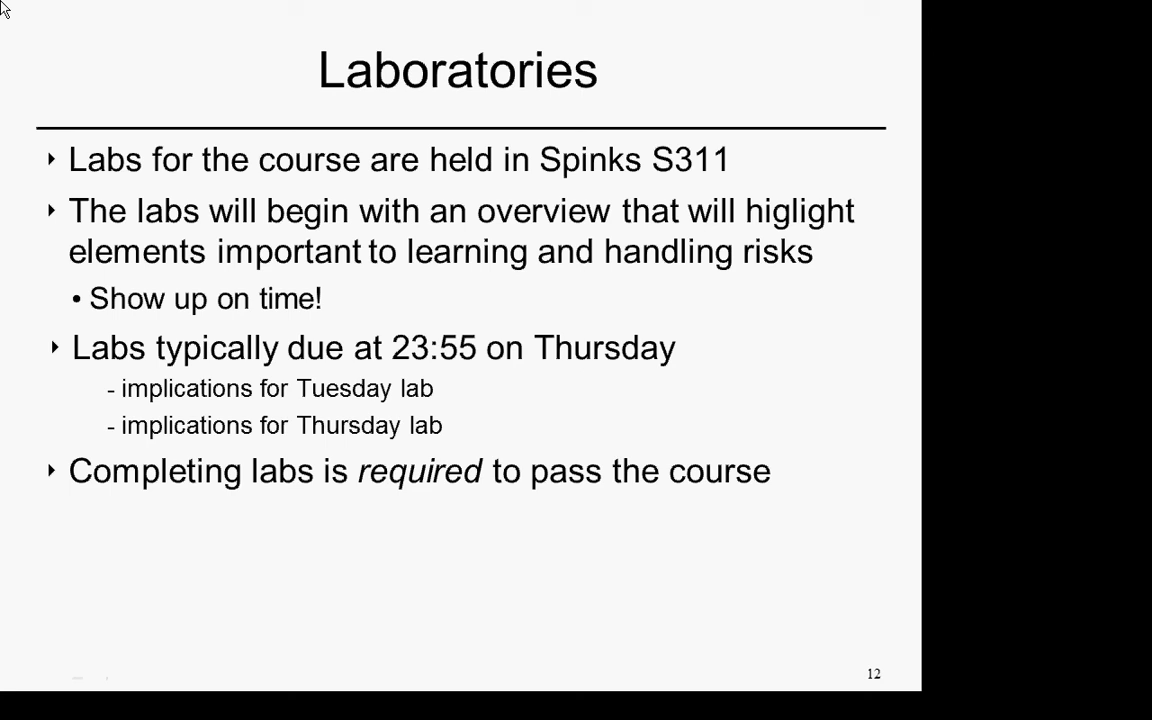 Laboratories
‣ Labs for the course are held in Spinks S311
‣ The labs will begin with an overview that will higlight
elements important to learning and handling risks
• Show up on time!
‣ Labs typically due at 23:55 on Thursday
- implications for Tuesday lab
- implications for Thursday lab
‣ Completing labs is required to pass the course
12